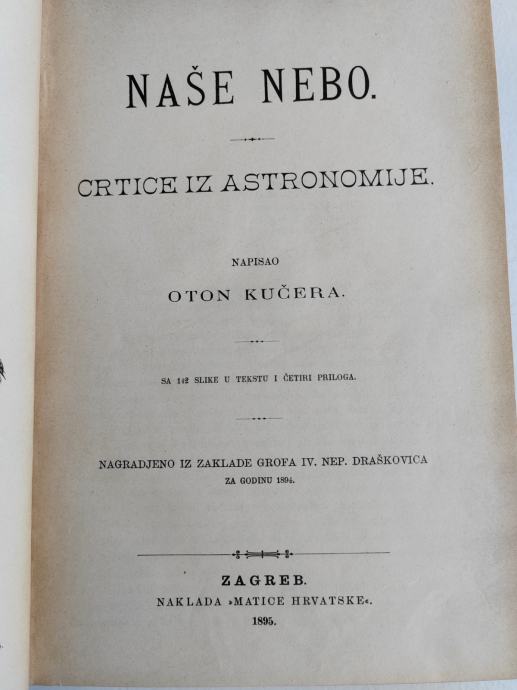 NAŠE NEBO.
CRTICE IZ ASTRONOMIJE.
NAPISAO
OTON KUČERA.
SA 142 SLIKE U TEKSTU I ČETIRI PRILOGA.
NAGRADJENO IZ ZAKLADE GROFA IV. NEP. DRAŠKOVICA
ZA GODINU 1894.
ZAGREB.
NAKLADA »MATICE HRVATSKE«.
1895.